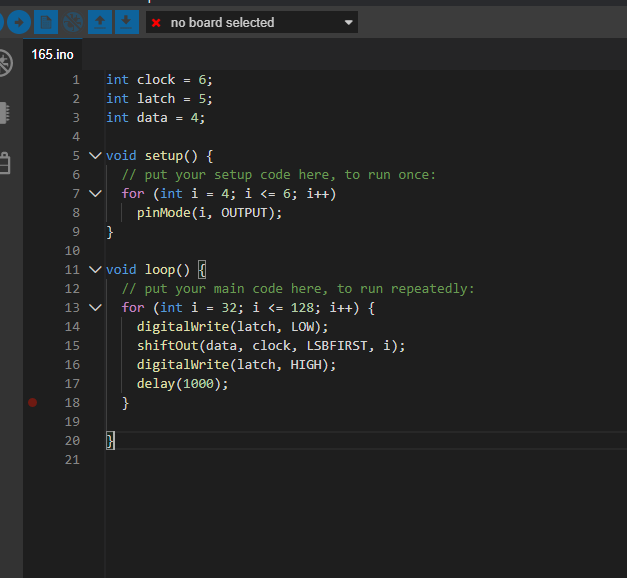 no board selected
165.ino
1 int clock = 6;
2 int latch = 5;
3 int data = 4;
4
5 void setup() {
6 // put your setup code here, to run once:
7 for (int i = 4; i <= 6; i++)
8 pinMode(i, OUTPUT);
9 }
10
11 void loop() {
12 // put your main code here, to run repeatedly:
13 for (int i = 32; i <= 128; i++) {
14 digitalWrite(latch, LOW);
15 shiftOut(data, clock, LSBFIRST, i);
16 digitalWrite(latch, HIGH);
17 delay(1000);
18 }
19
20 }
21